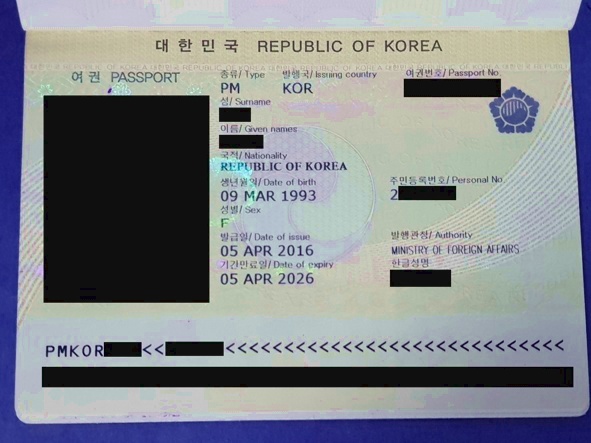 대한민국 REPUBLIC OF KOREA
여권 PASSPORT
종류/ Type 발행국/ Issuing country 여권번호/ Passport No.
PM KOR
성/ Surname
이름/ Given names
국적/ Nationality
REPUBLIC OF KOREA
생년월일/ Date of birth 주민등록번호/ Personal No.
09 MAR 1993 2
성별/ Sex
F
발급일/ Date of issue 발행관청/ Authority
05 APR 2016 MINISTRY OF FOREIGN AFFAIRS
기간만료일/ Date of expiry 한글성명
05 APR 2026
PMKOR <<<<<<<<<<<<<<<<<<<<<<<<<<<<<<<